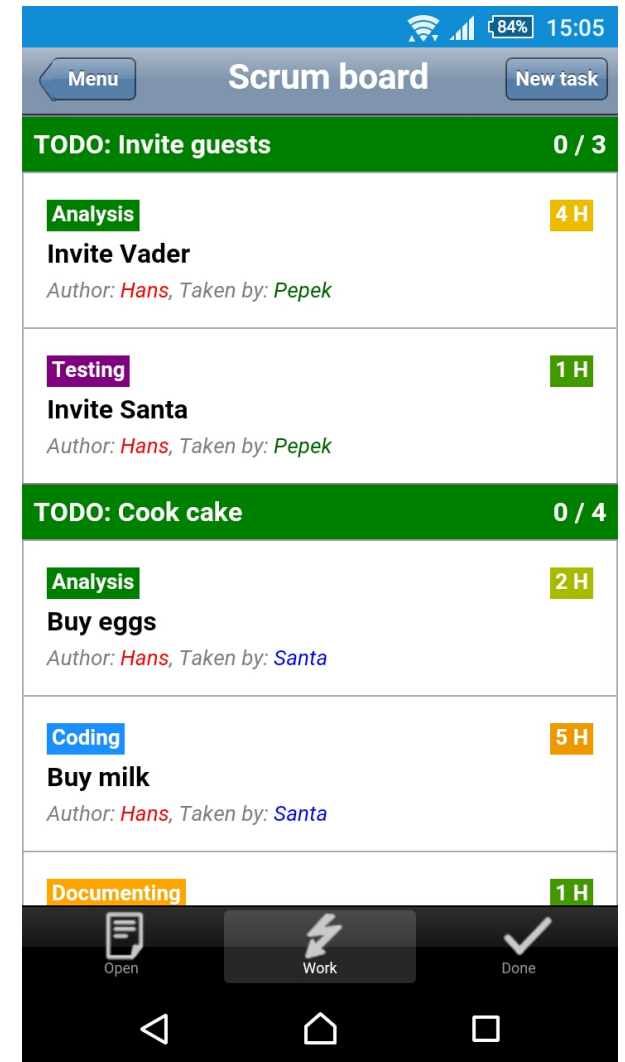 84% 15:05
Menu Scrum board New task
TODO: Invite guests 0 / 3
Analysis 4 H
Invite Vader
Author: Hans, Taken by: Pepek
Testing 1 H
Invite Santa
Author: Hans, Taken by: Pepek
TODO: Cook cake 0 / 4
Analysis 2 H
Buy eggs
Author: Hans, Taken by: Santa
Coding 5 H
Buy milk
Author: Hans, Taken by: Santa
Documenting 1 H
Open Work Done